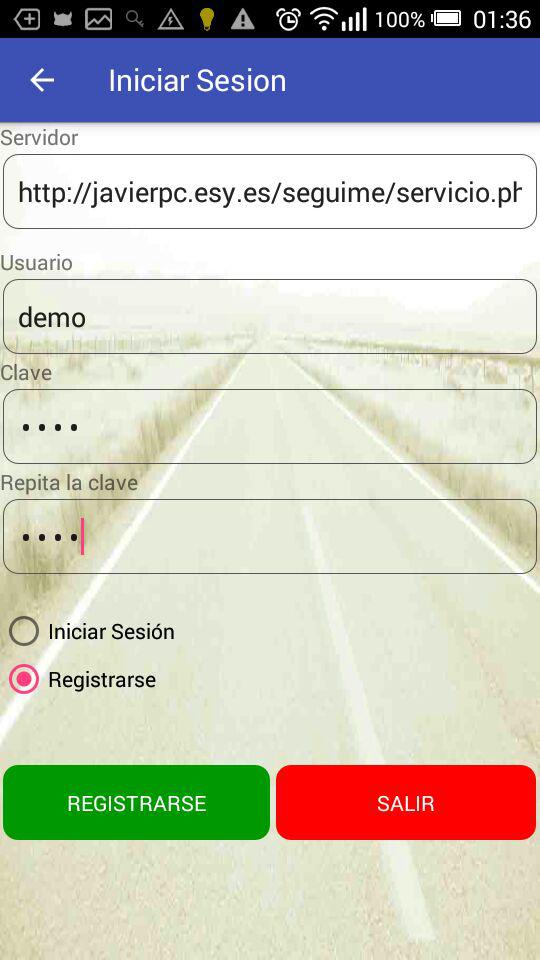 100% 01:36
Iniciar Sesion
Servidor
http://javierpc.esy.es/seguime/servicio.ph
Usuario
demo
Clave
••••
Repita la clave
••••
Iniciar Sesión
Registrarse
REGISTRARSE SALIR